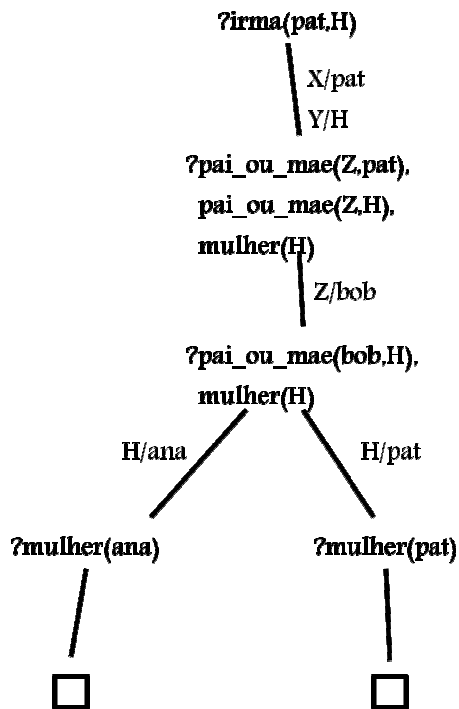 ?irma(pat,H)
X/pat
Y/H
?pai_ou_mae(Z,pat),
pai_ou_mae(Z,H),
mulher(H)
Z/bob
?pai_ou_mae(bob,H),
mulher(H)
H/ana
H/pat
?mulher(ana)
?mulher(pat)